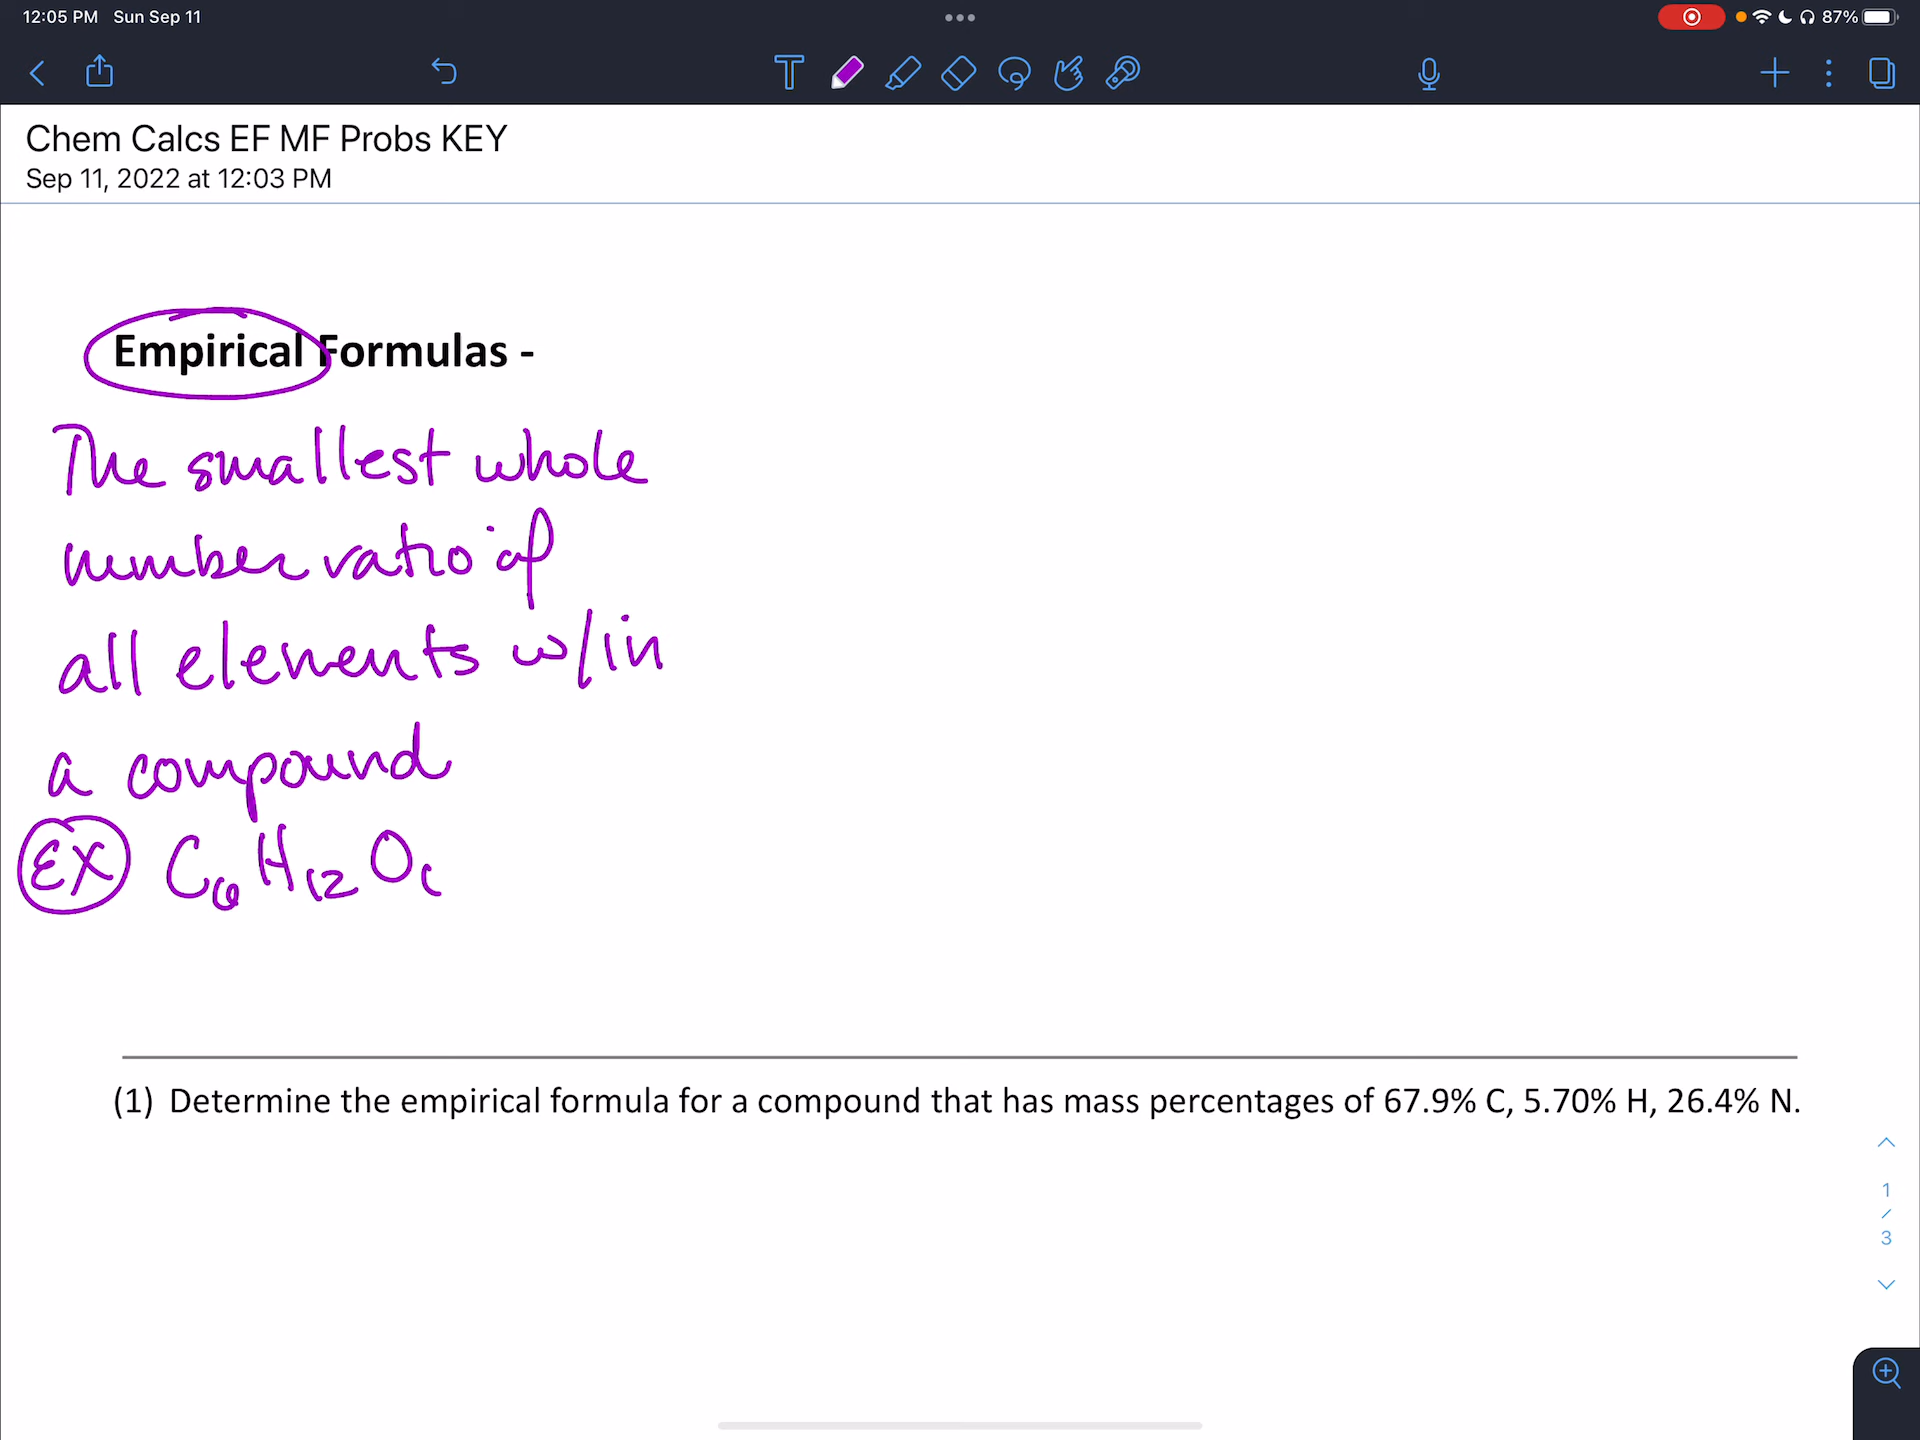 12:05 PM Sun Sep 11
87%
Chem Calcs EF MF Probs KEY
Sep 11, 2022 at 12:03 PM
Empirical Formulas -
The smallest whole
number ratio of
all elements w/in
a compound
EX C6 H12 O
(1) Determine the empirical formula for a compound that has mass percentages of 67.9% C, 5.70% H, 26.4% N.
1
/
3